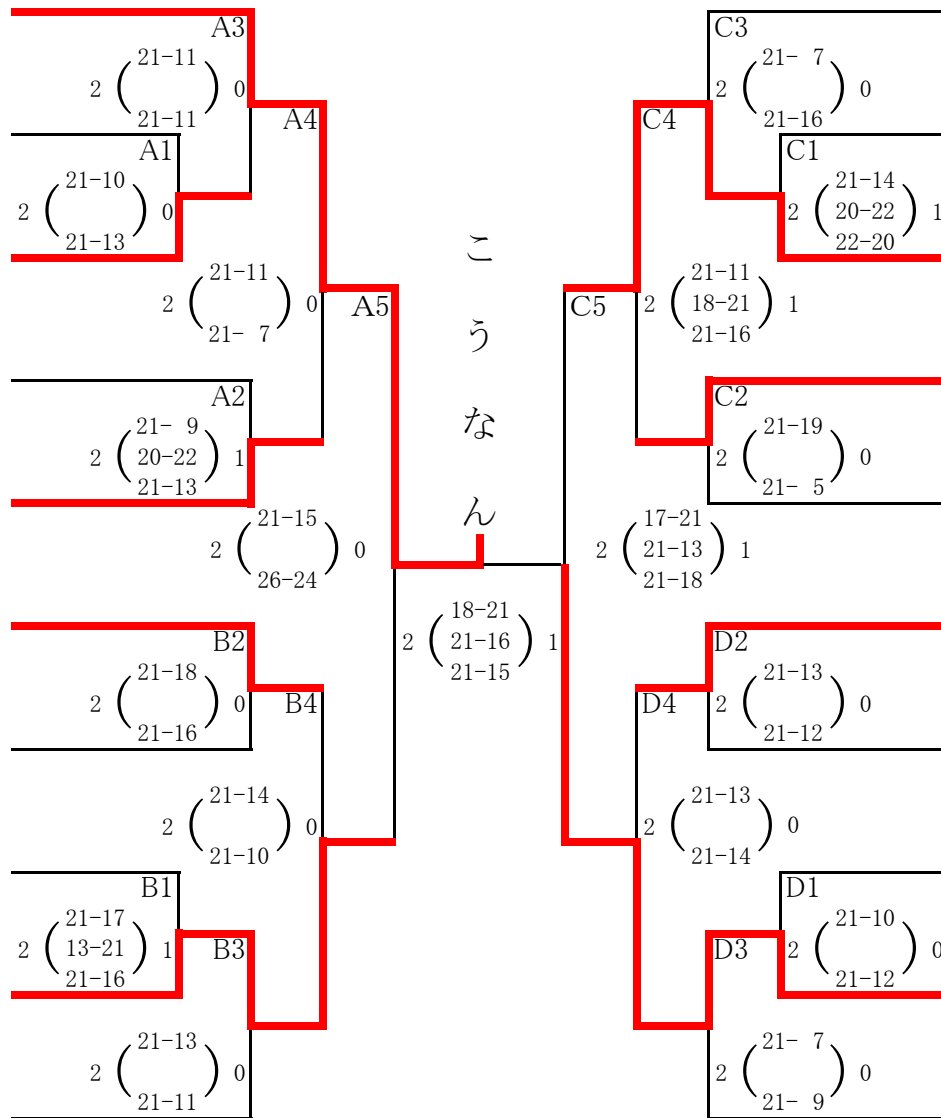 A3
21-11
2 ( ) 0
21-11
A4
A1
21-10
2 ( ) 0
21-13
21-11
2 ( ) 0
21- 7
A5
A2
21- 9
2 ( 20-22 ) 1
21-13
21-15
2 ( ) 0
26-24
B2
21-18
2 ( ) 0
21-16
B4
21-14
2 ( ) 0
21-10
B1
21-17
2 ( 13-21 ) 1
21-16
B3
21-13
2 ( ) 0
21-11
こうなん
18-21
2 ( 21-16 ) 1
21-15
C3
21- 7
2 ( ) 0
21-16
C4
C1
21-14
2 ( 20-22 ) 1
22-20
C5
21-11
2 ( 18-21 ) 1
21-16
C2
21-19
2 ( ) 0
21- 5
17-21
2 ( 21-13 ) 1
21-18
D2
21-13
2 ( ) 0
21-12
D4
21-13
2 ( ) 0
21-14
D1
21-10
2 ( ) 0
21-12
D3
21- 7
2 ( ) 0
21- 9